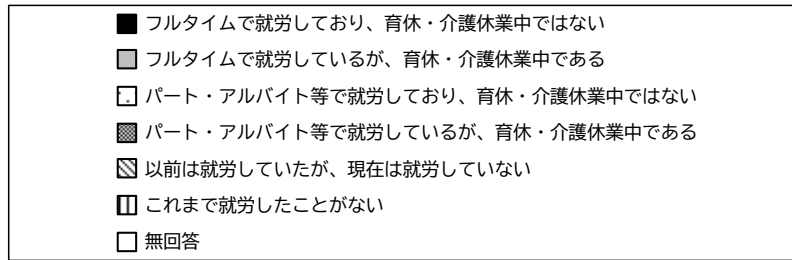 フルタイムで就労しており、育休・介護休業中ではない
フルタイムで就労しているが、育休・介護休業中である
パート・アルバイト等で就労しており、育休・介護休業中ではない
パート・アルバイト等で就労しているが、育休・介護休業中である
以前は就労していたが、現在は就労していない
これまで就労したことがない
無回答